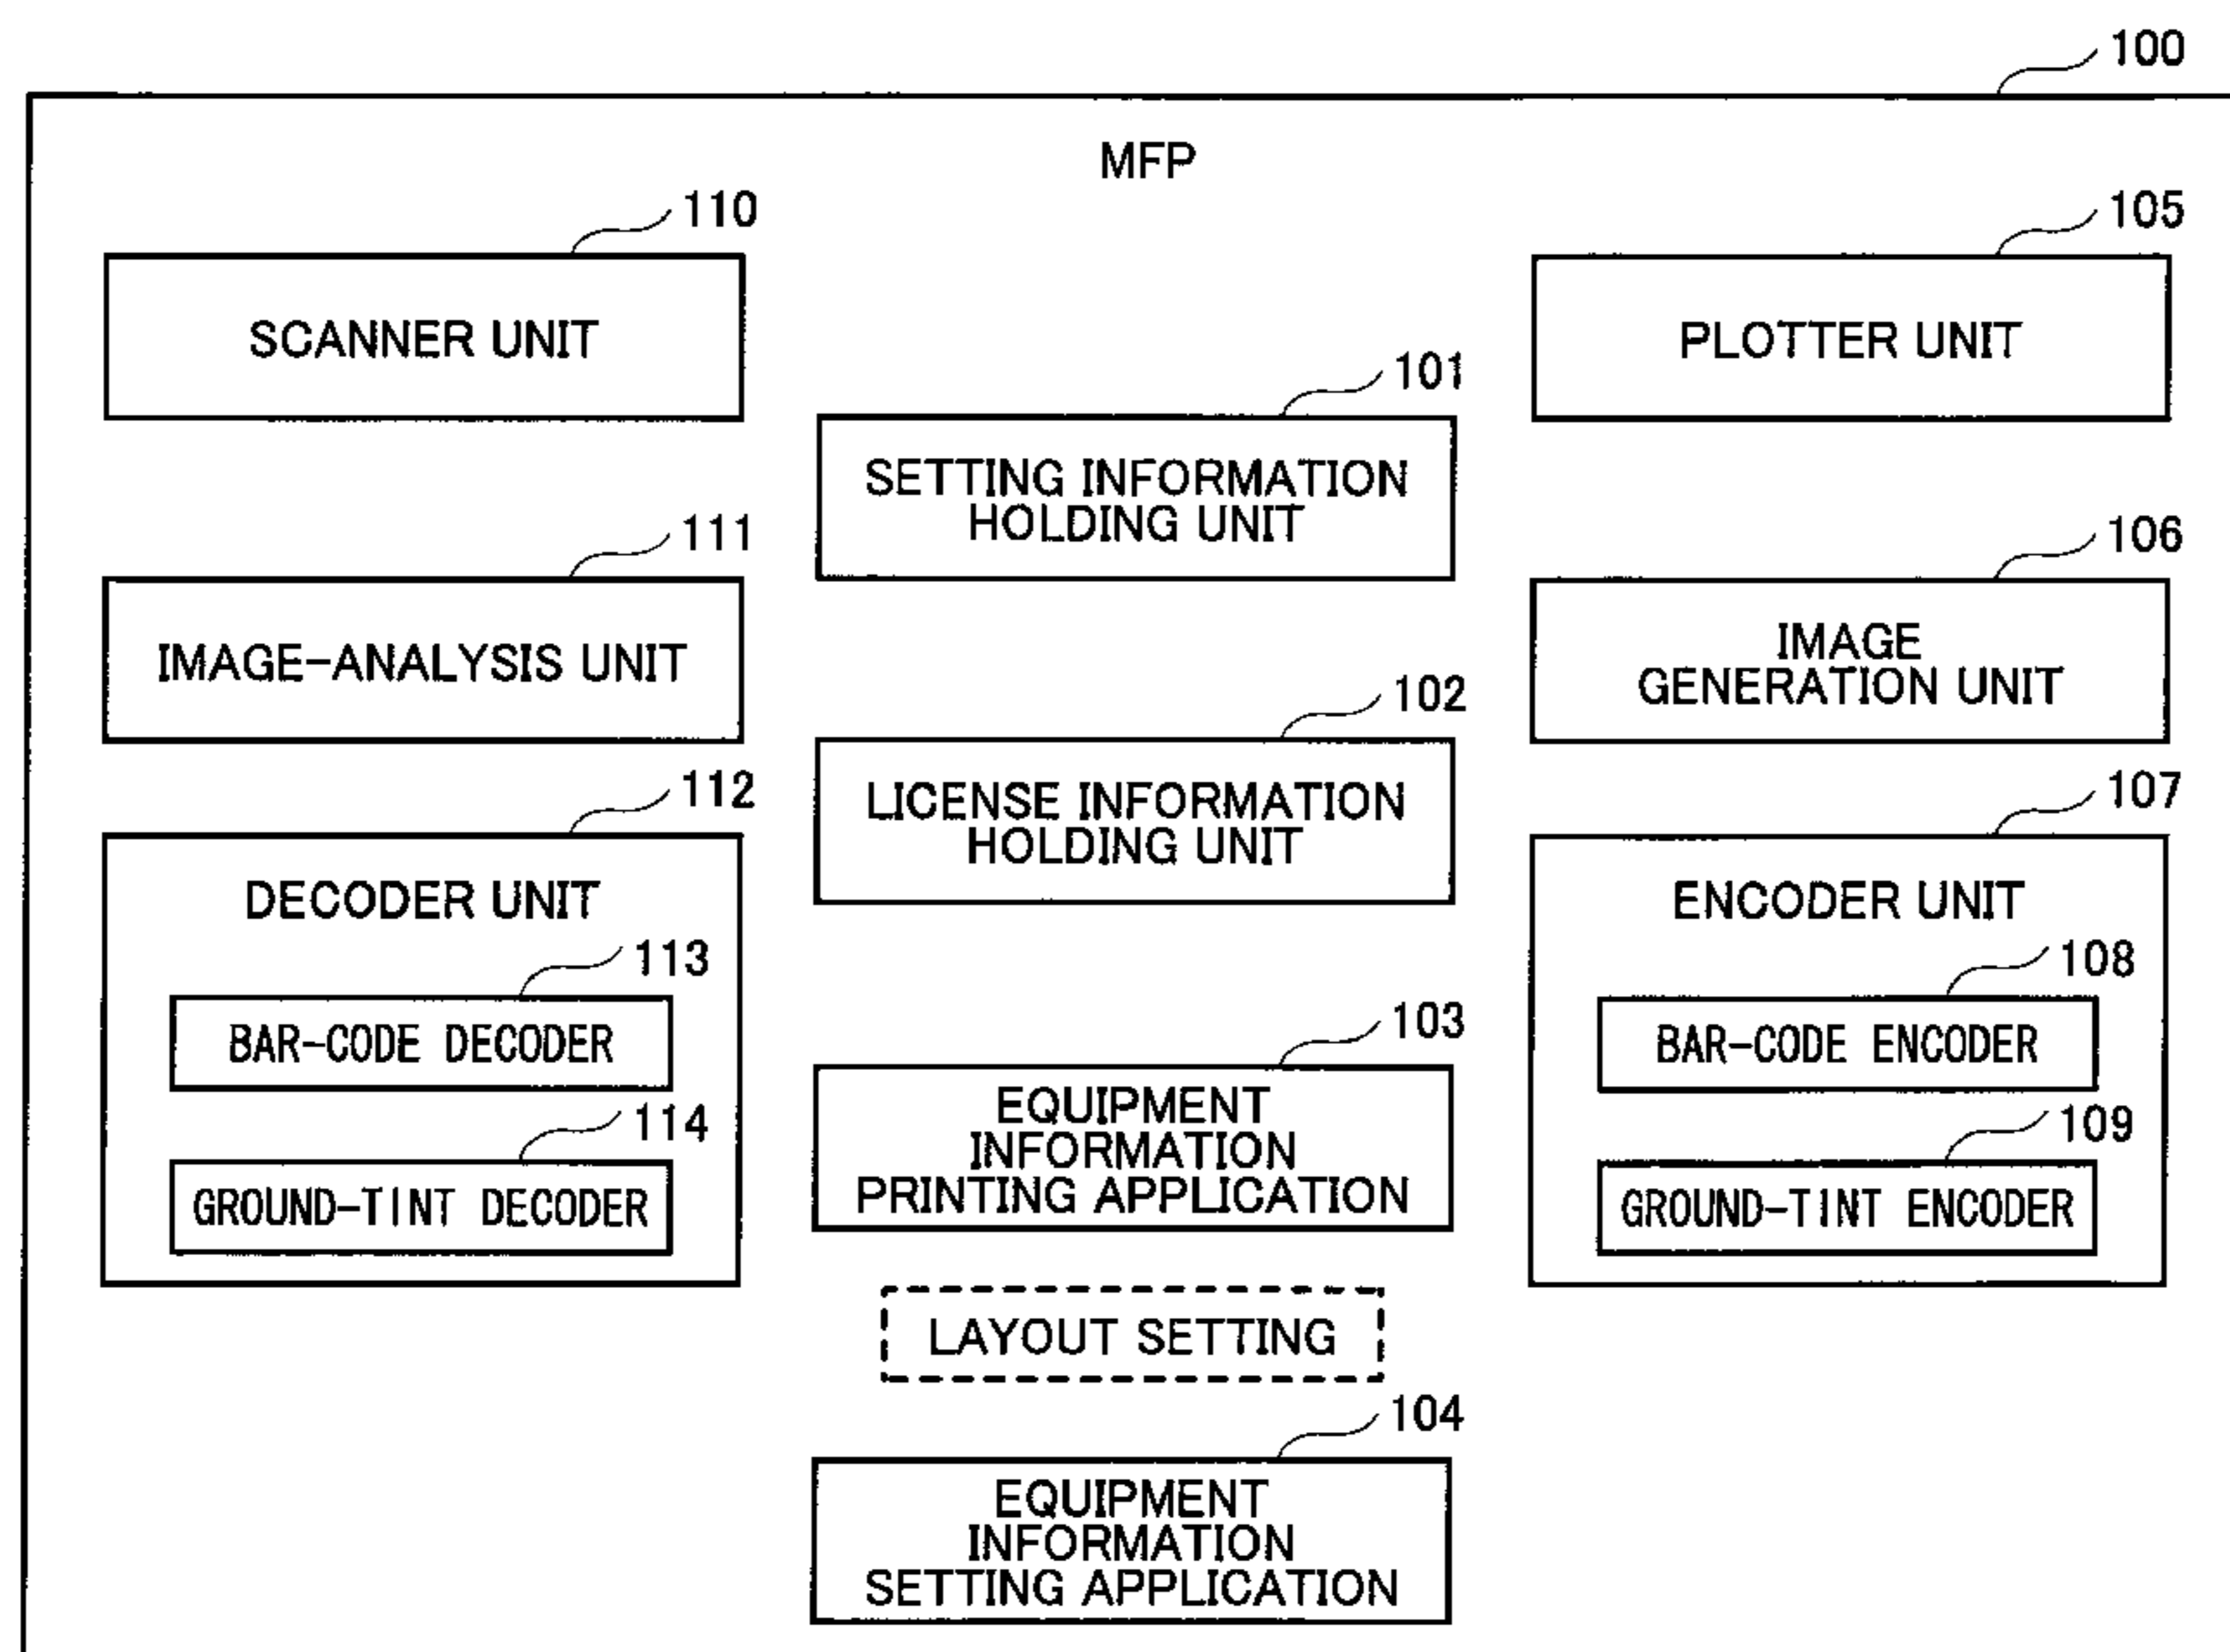 100
MFP
110
SCANNER UNIT
105
PLOTTER UNIT
101
SETTING INFORMATION
HOLDING UNIT
111
IMAGE-ANALYSIS UNIT
106
IMAGE
GENERATION UNIT
102
LICENSE INFORMATION
HOLDING UNIT
112
DECODER UNIT
113
BAR-CODE DECODER
114
GROUND-TINT DECODER
107
ENCODER UNIT
108
BAR-CODE ENCODER
109
GROUND-TINT ENCODER
103
EQUIPMENT
INFORMATION
PRINTING APPLICATION
LAYOUT SETTING
104
EQUIPMENT
INFORMATION
SETTING APPLICATION